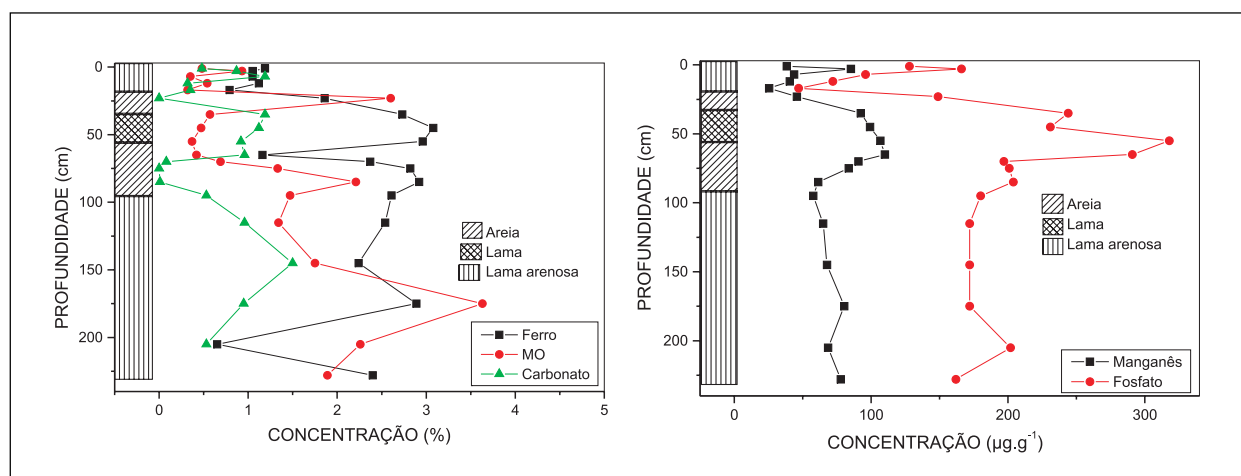 PROFUNDIDADE (cm)
0
50
100
150
200
Areia
Lama
Lama arenosa
Ferro
MO
Carbonato
0 1 2 3 4 5
CONCENTRAÇÃO (%)
PROFUNDIDADE (cm)
0
50
100
150
200
Areia
Lama
Lama arenosa
Manganês
Fosfato
0 100 200 300
CONCENTRAÇÃO (µg.g⁻¹)